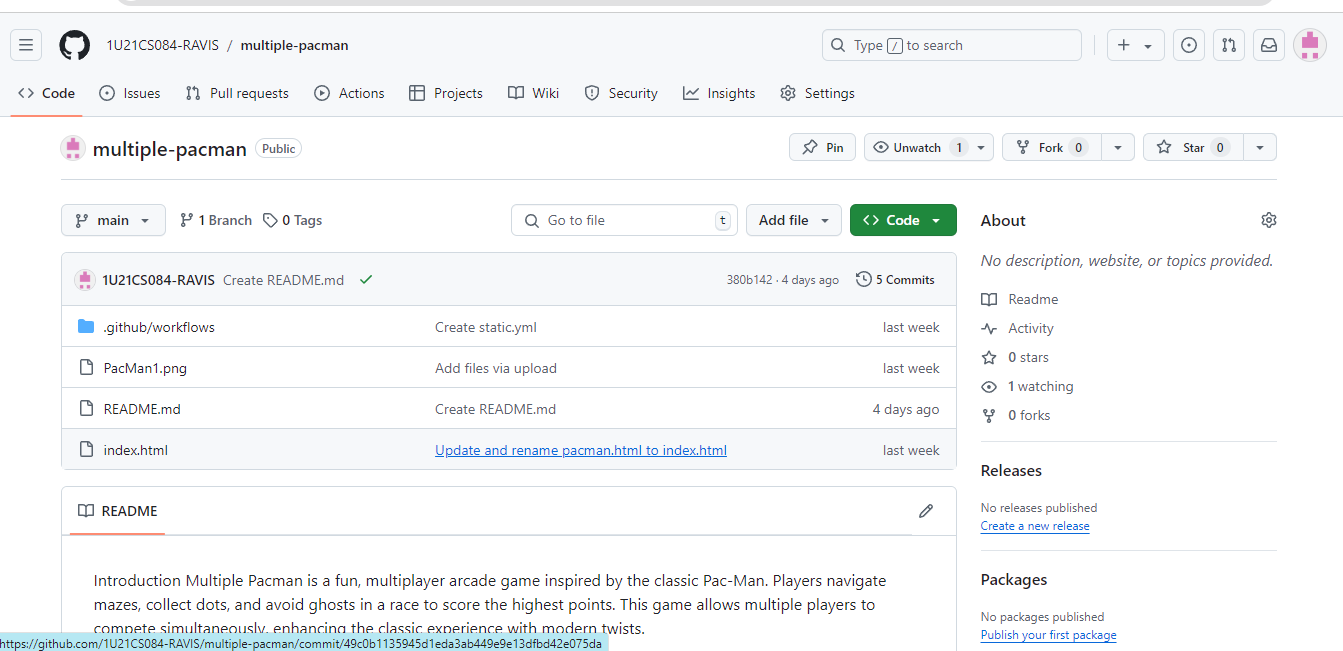 1U21CS084-RAVIS / multiple-pacman
Type / to search
Code Issues Pull requests Actions Projects Wiki Security Insights Settings
multiple-pacman Public
Pin Unwatch 1 Fork 0 Star 0
main 1 Branch 0 Tags Go to file t Add file Code
1U21CS084-RAVIS Create README.md 380b142 · 4 days ago 5 Commits
.github/workflows Create static.yml last week
PacMan1.png Add files via upload last week
README.md Create README.md 4 days ago
index.html Update and rename pacman.html to index.html last week
README
Introduction Multiple Pacman is a fun, multiplayer arcade game inspired by the classic Pac-Man. Players navigate
mazes, collect dots, and avoid ghosts in a race to score the highest points. This game allows multiple players to
compete simultaneously, enhancing the classic experience with modern twists.
https://github.com/1U21CS084-RAVIS/multiple-pacman/commit/49c0b1135945d1eda3ab449e9e13dfbd42e075da
About
No description, website, or topics provided.
Readme
Activity
0 stars
1 watching
0 forks
Releases
No releases published
Create a new release
Packages
No packages published
Publish your first package